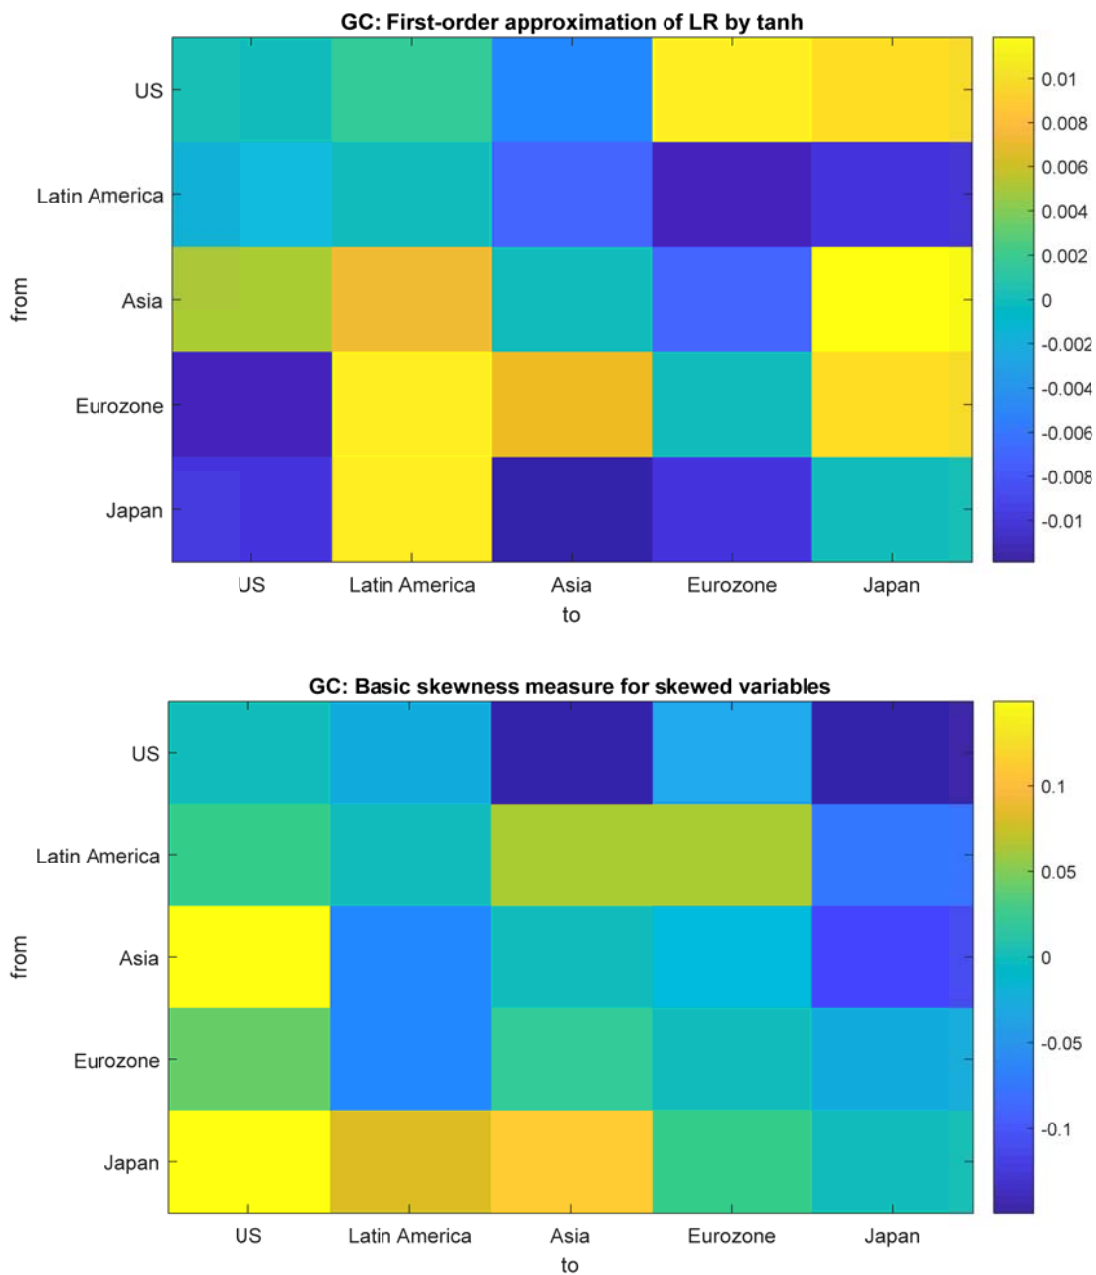 GC: First-order approximation of LR by tanh
US
Latin America
Asia
Eurozone
Japan
from
US Latin America Asia Eurozone Japan
to
0.01
0.008
0.006
0.004
0.002
0
-0.002
-0.004
-0.006
-0.008
-0.01
GC: Basic skewness measure for skewed variables
US
Latin America
Asia
Eurozone
Japan
from
US Latin America Asia Eurozone Japan
to
0.1
0.05
0
-0.05
-0.1